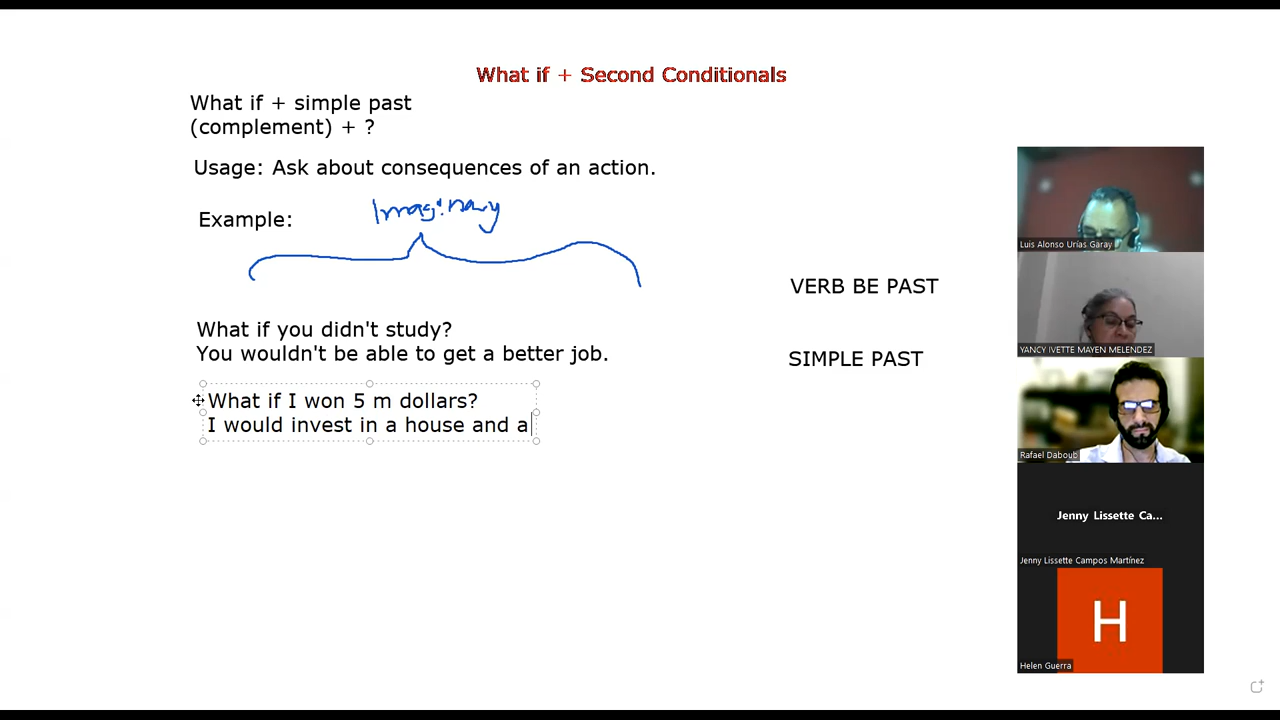 What if + Second Conditionals
What if + simple past
(complement) + ?
Usage: Ask about consequences of an action.
Imaginary
Example:
VERB BE PAST
What if you didn't study?
You wouldn't be able to get a better job.
SIMPLE PAST
What if I won 5 m dollars?
I would invest in a house and a
Luis Alonso Urías Garay
YANCY IVETTE MAYEN MELENDEZ
Rafael Daboub
Jenny Lissette Ca...
Jenny Lissette Campos Martínez
H
Helen Guerra